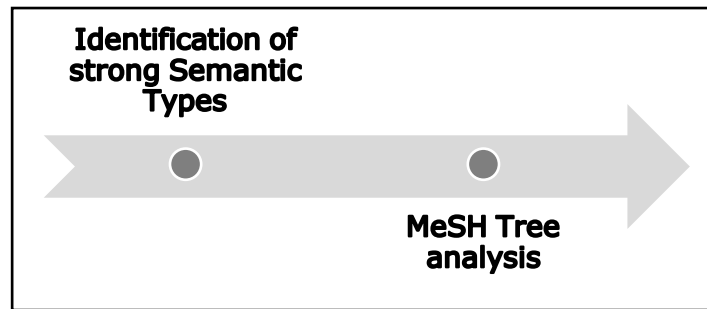 Identification of
strong Semantic
Types
MeSH Tree
analysis